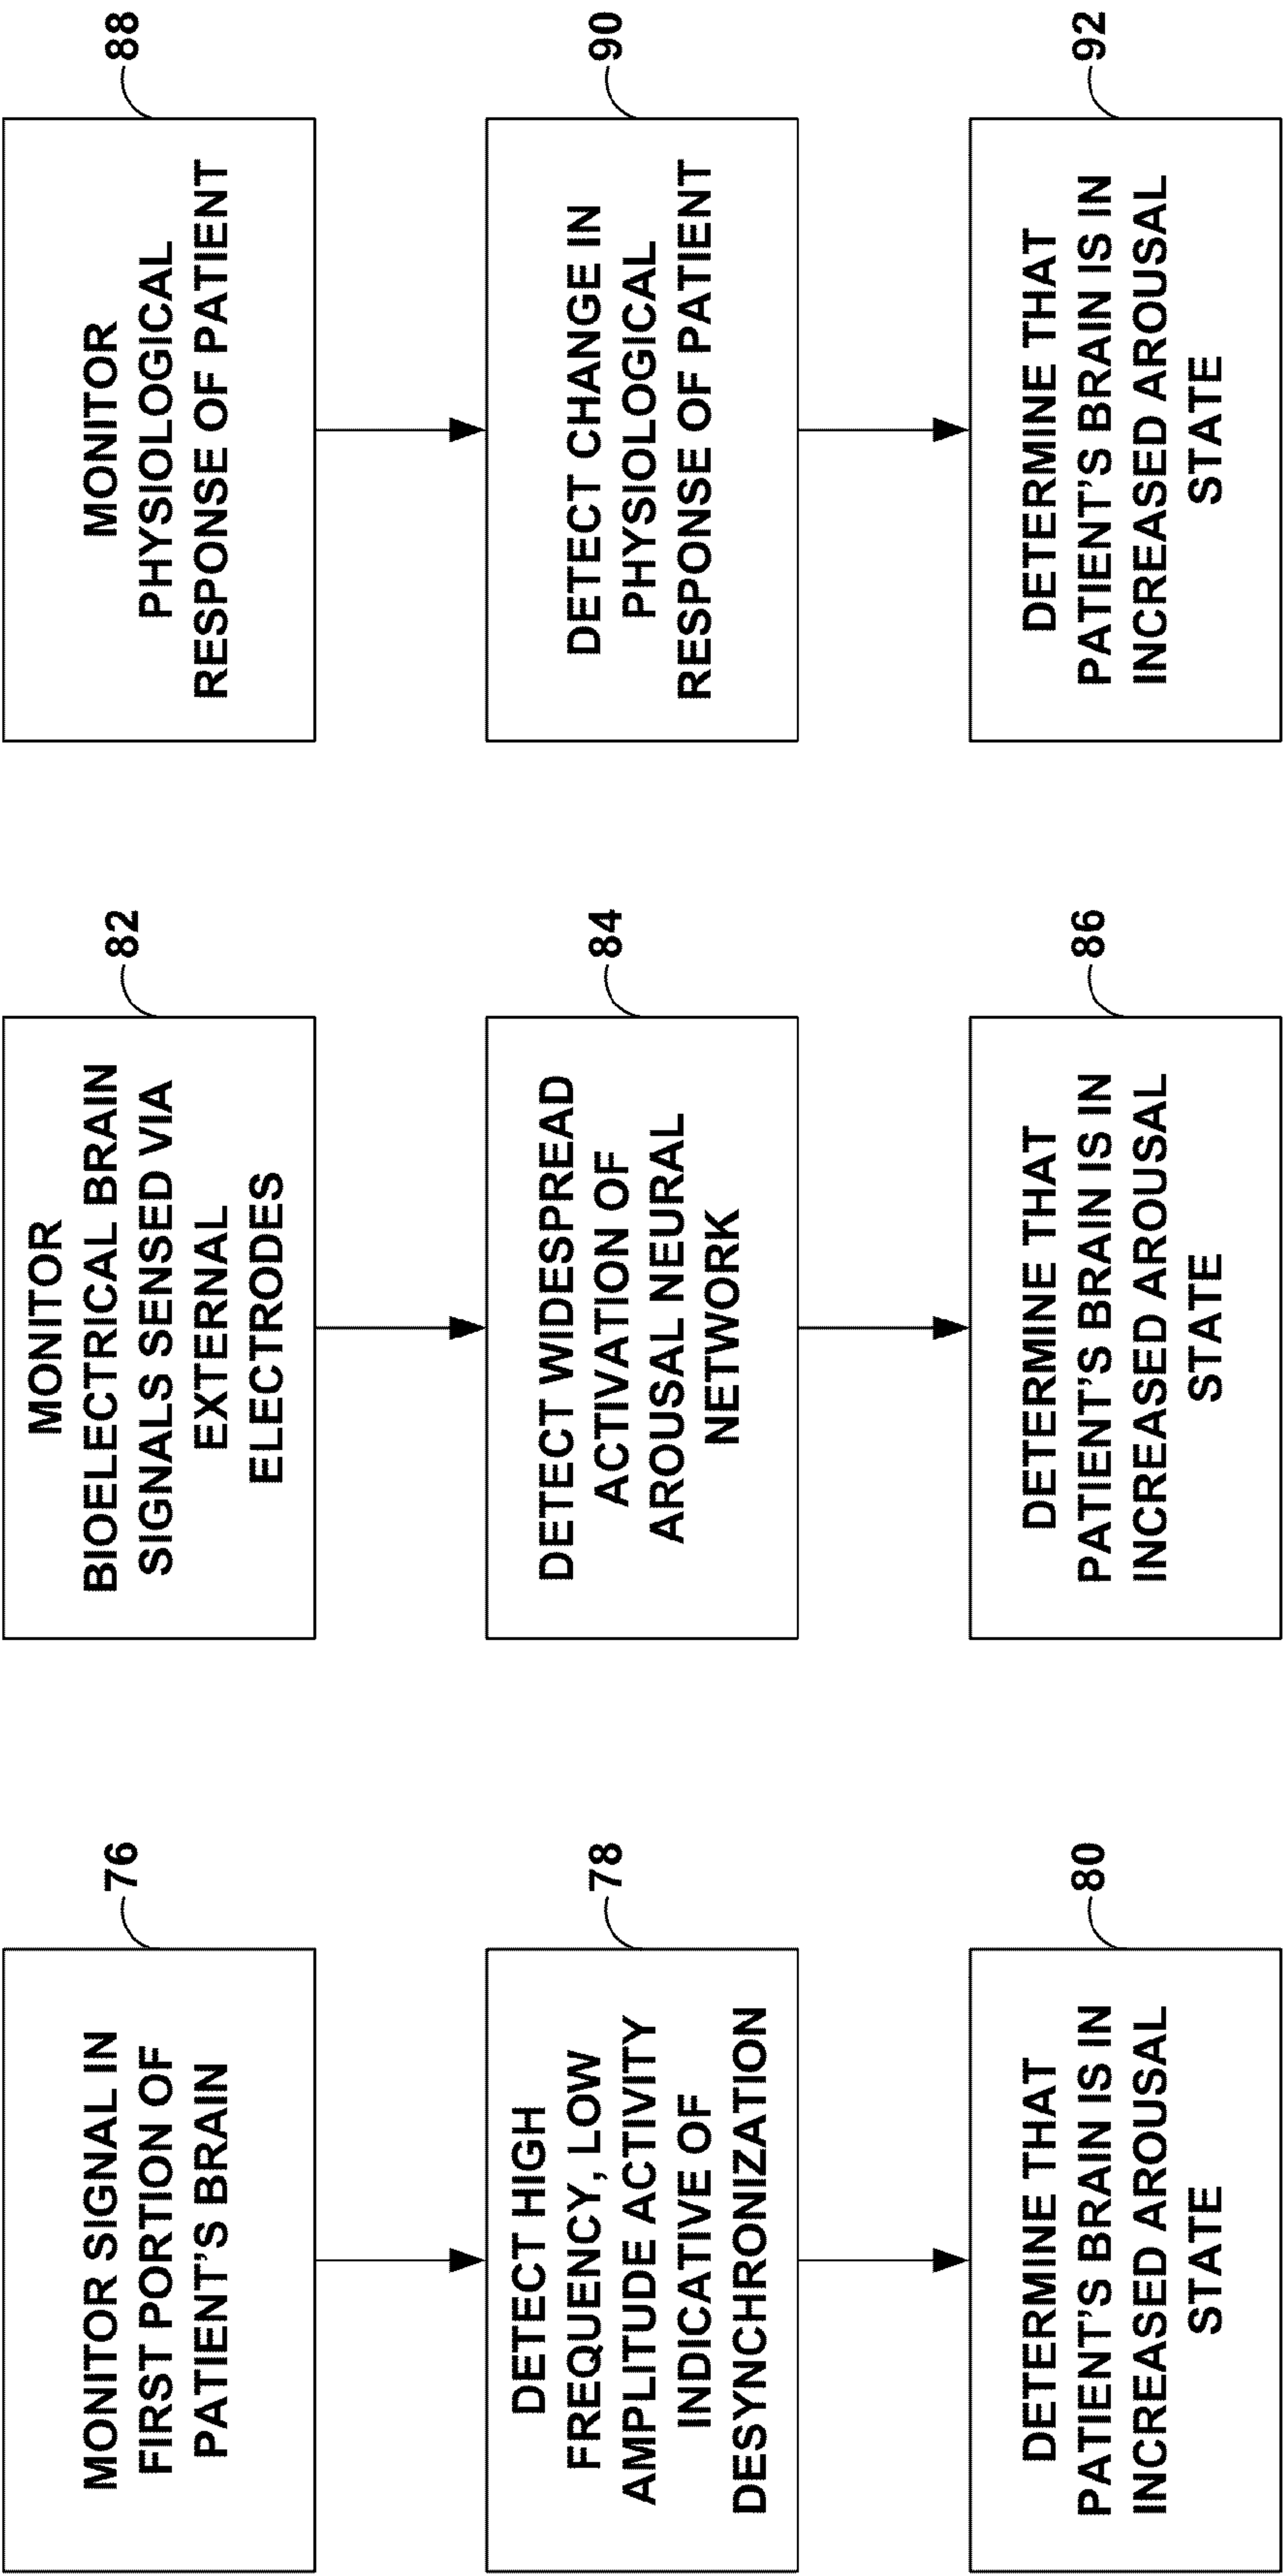 MONITOR SIGNAL IN
FIRST PORTION OF
PATIENT'S BRAIN
76
DETECT HIGH
FREQUENCY, LOW
AMPLITUDE ACTIVITY
INDICATIVE OF
DESYNCHRONIZATION
78
DETERMINE THAT
PATIENT'S BRAIN IS IN
INCREASED AROUSAL
STATE
80
MONITOR
BIOELECTRICAL BRAIN
SIGNALS SENSED VIA
EXTERNAL
ELECTRODES
82
DETECT WIDESPREAD
ACTIVATION OF
AROUSAL NEURAL
NETWORK
84
DETERMINE THAT
PATIENT'S BRAIN IS IN
INCREASED AROUSAL
STATE
86
MONITOR
PHYSIOLOGICAL
RESPONSE OF PATIENT
88
DETECT CHANGE IN
PHYSIOLOGICAL
RESPONSE OF PATIENT
90
DETERMINE THAT
PATIENT'S BRAIN IS IN
INCREASED AROUSAL
STATE
92